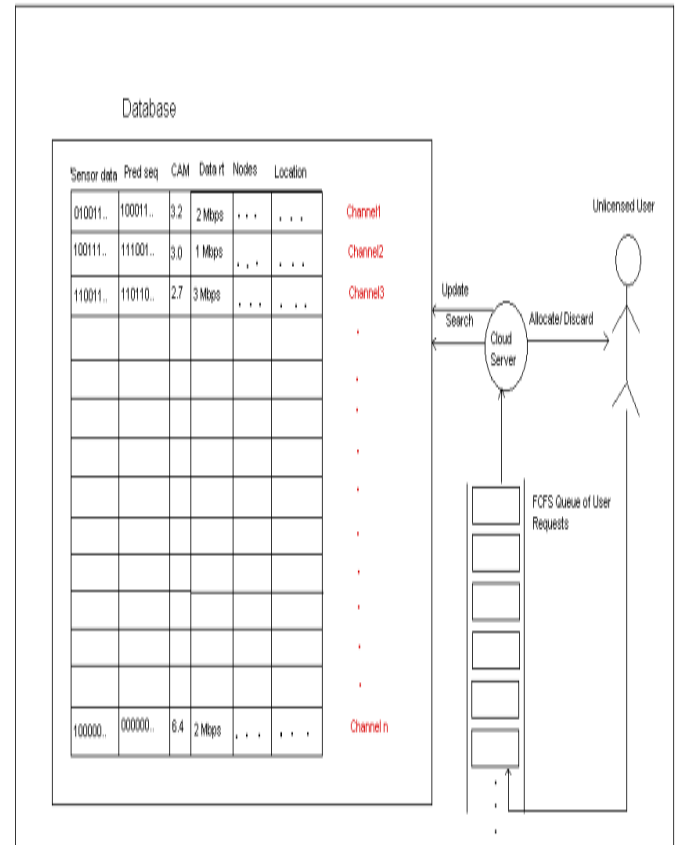 Database
Sensor data Pred seq CAM Data rt Nodes Location
010011.. 100011.. 3.2 2 Mbps . . . . . . Channel1
100111.. 111001.. 3.0 1 Mbps . . . . . . Channel2
110011.. 110110.. 2.7 3 Mbps . . . . . . Channel3
100000.. 000000.. 6.4 2 Mbps . . . . . . Channel n
Update
Search
Cloud
Server
Allocate/ Discard
Unlicensed User
FCFS Queue of User
Requests